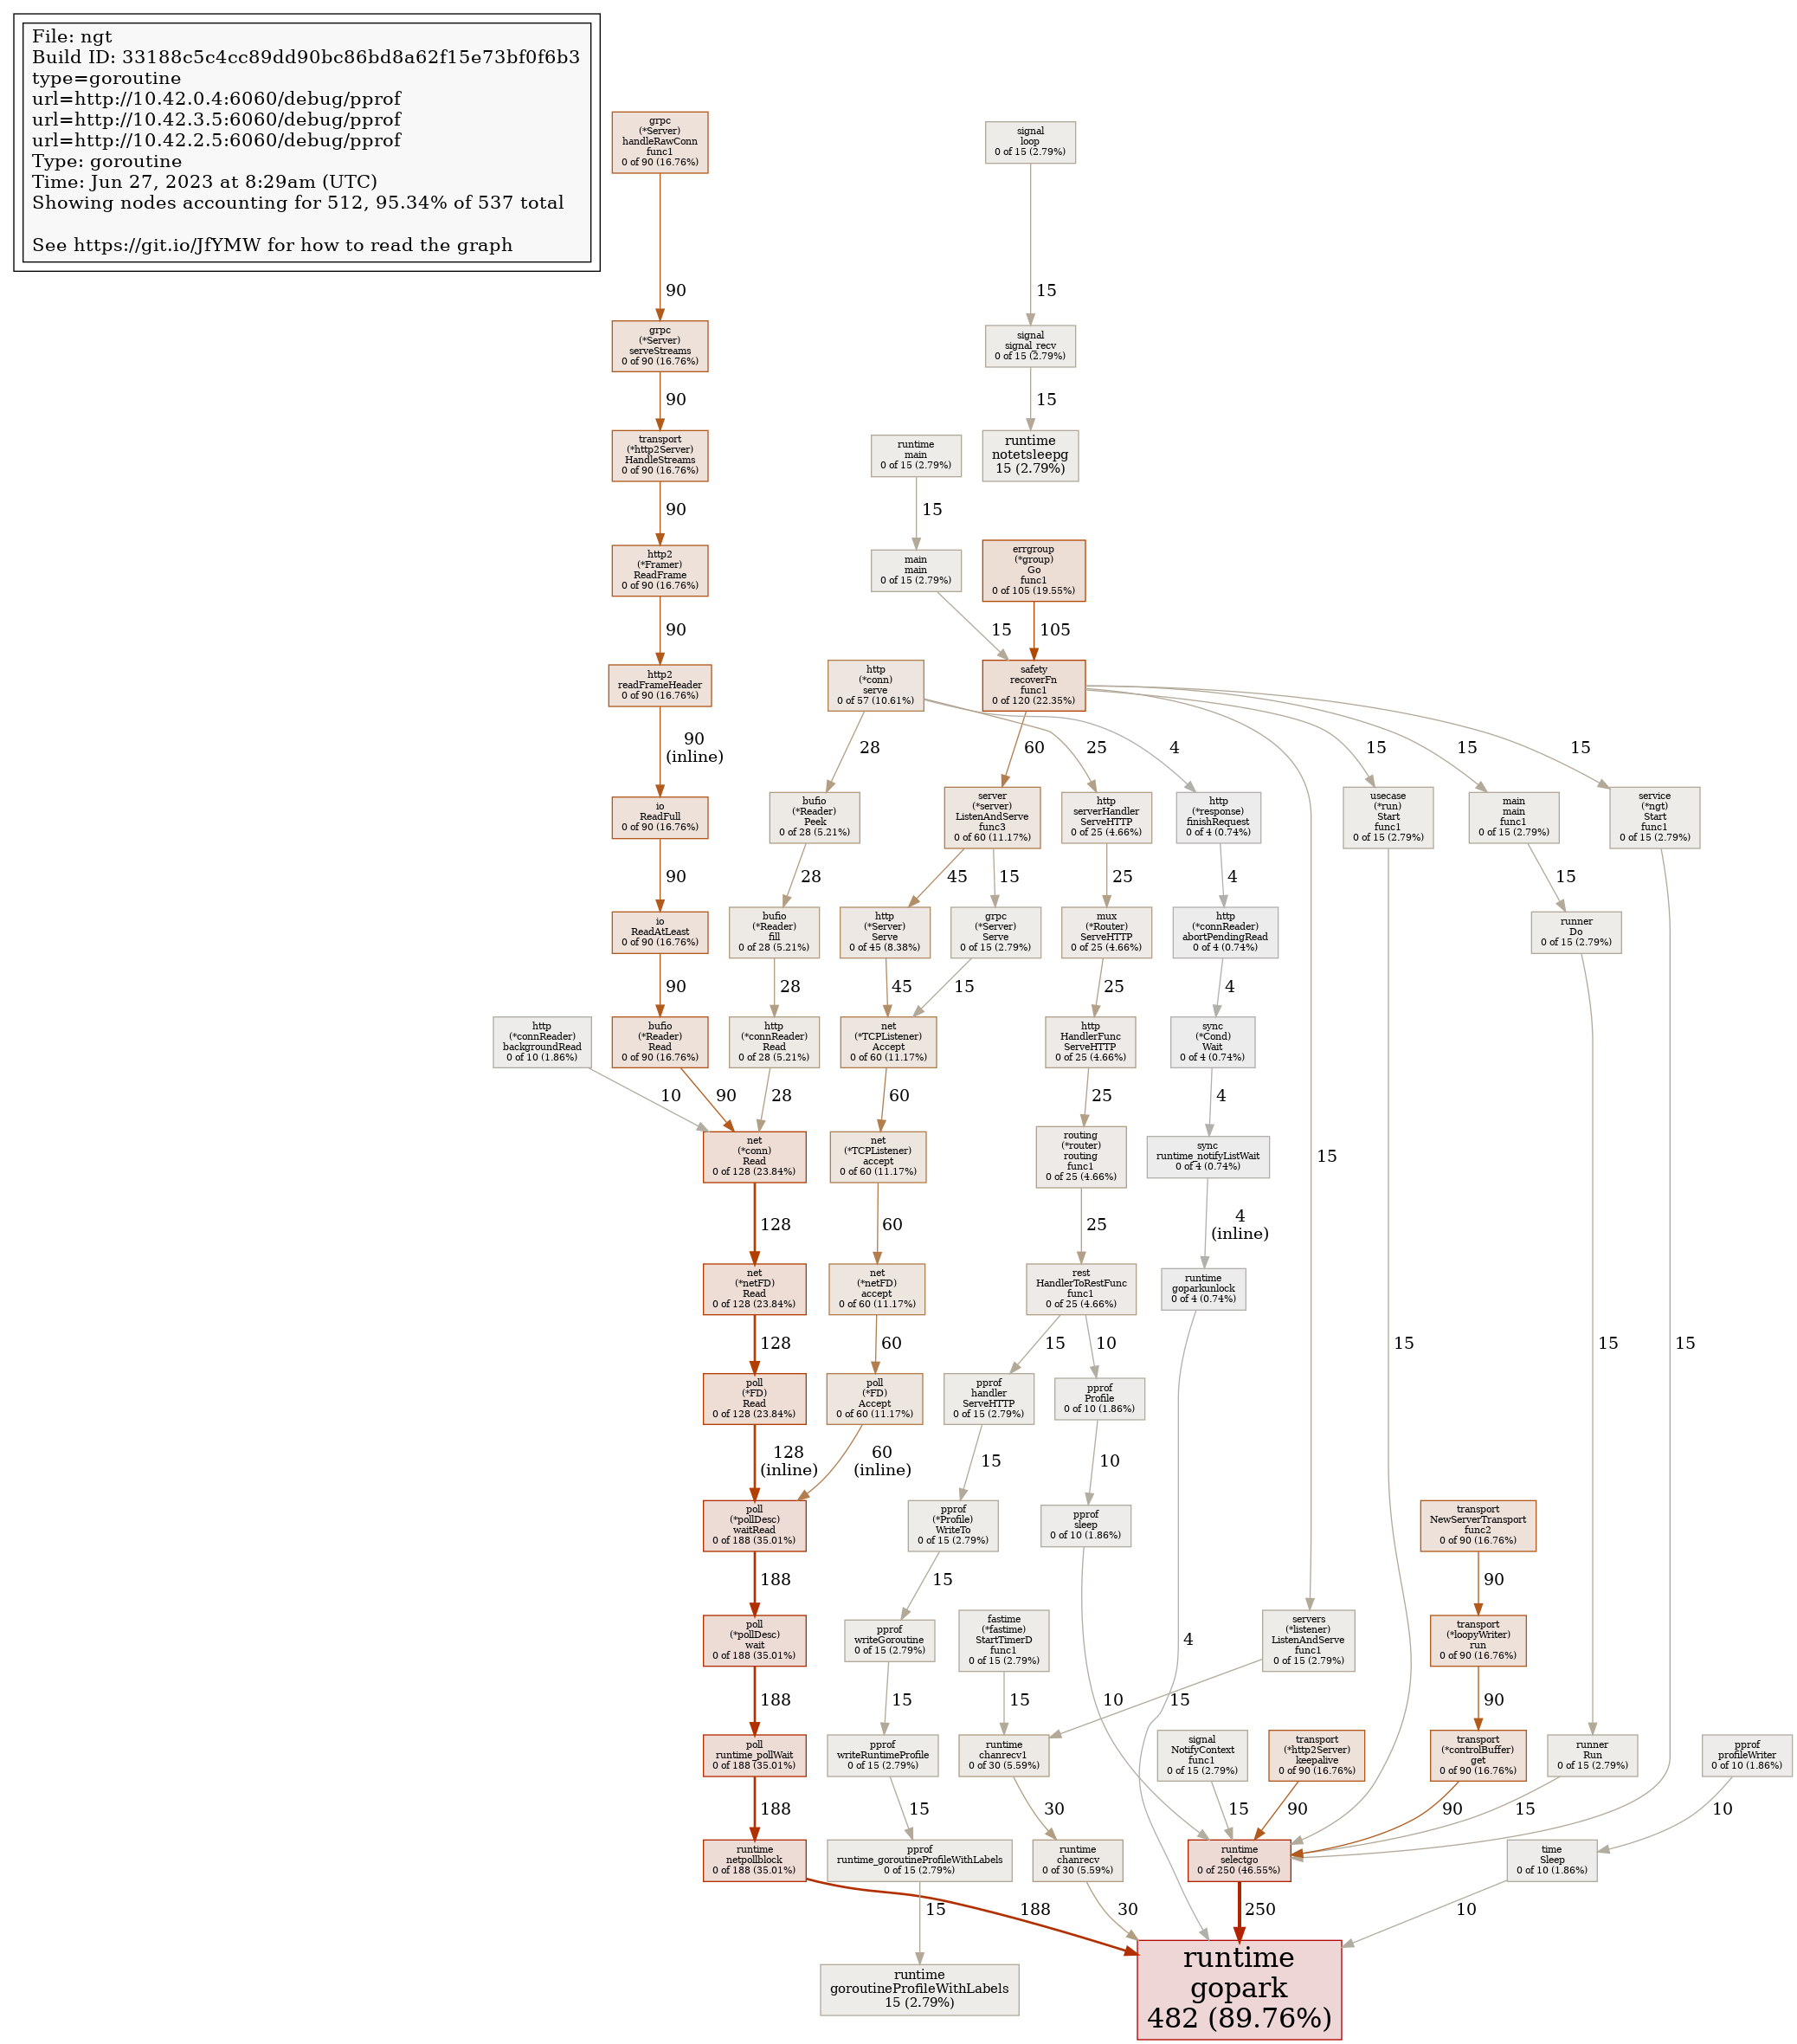 File: ngt
Build ID: 33188c5c4cc89dd90bc86bd8a62f15e73bf0f6b3
type=goroutine
url=http://10.42.0.4:6060/debug/pprof
url=http://10.42.3.5:6060/debug/pprof
url=http://10.42.2.5:6060/debug/pprof
Type: goroutine
Time: Jun 27, 2023 at 8:29am (UTC)
Showing nodes accounting for 512, 95.34% of 537 total
See https://git.io/JfYMW for how to read the graph
grpc
(*Server)
handleRawConn
func1
0 of 90 (16.76%)
signal
loop
0 of 15 (2.79%)
90
15
grpc
(*Server)
serveStreams
0 of 90 (16.76%)
signal
signal_recv
0 of 15 (2.79%)
90
15
transport
(*http2Server)
HandleStreams
0 of 90 (16.76%)
runtime
main
0 of 15 (2.79%)
runtime
notetsleepg
15 (2.79%)
90
15
http2
(*Framer)
ReadFrame
0 of 90 (16.76%)
main
main
0 of 15 (2.79%)
errgroup
(*group)
Go
func1
0 of 105 (19.55%)
90
15
105
http2
readFrameHeader
0 of 90 (16.76%)
http
(*conn)
serve
0 of 57 (10.61%)
safety
recoverFn
func1
0 of 120 (22.35%)
90
(inline)
28
60
25
4
15
15
15
io
ReadFull
0 of 90 (16.76%)
bufio
(*Reader)
Peek
0 of 28 (5.21%)
server
(*server)
ListenAndServe
func3
0 of 60 (11.17%)
http
serverHandler
ServeHTTP
0 of 25 (4.66%)
http
(*response)
finishRequest
0 of 4 (0.74%)
usecase
(*run)
Start
func1
0 of 15 (2.79%)
main
main
func1
0 of 15 (2.79%)
service
(*ngt)
Start
func1
0 of 15 (2.79%)
90
28
45
15
25
4
15
io
ReadAtLeast
0 of 90 (16.76%)
bufio
(*Reader)
fill
0 of 28 (5.21%)
http
(*Server)
Serve
0 of 45 (8.38%)
grpc
(*Server)
Serve
0 of 15 (2.79%)
mux
(*Router)
ServeHTTP
0 of 25 (4.66%)
http
(*connReader)
abortPendingRead
0 of 4 (0.74%)
runner
Do
0 of 15 (2.79%)
90
28
45
15
25
4
http
(*connReader)
backgroundRead
0 of 10 (1.86%)
bufio
(*Reader)
Read
0 of 90 (16.76%)
http
(*connReader)
Read
0 of 28 (5.21%)
net
(*TCPListener)
Accept
0 of 60 (11.17%)
http
HandlerFunc
ServeHTTP
0 of 25 (4.66%)
sync
(*Cond)
Wait
0 of 4 (0.74%)
10
90
28
60
25
4
net
(*conn)
Read
0 of 128 (23.84%)
net
(*TCPListener)
accept
0 of 60 (11.17%)
routing
(*router)
routing
func1
0 of 25 (4.66%)
sync
runtime_notifyListWait
0 of 4 (0.74%)
15
128
60
25
4
(inline)
net
(*netFD)
Read
0 of 128 (23.84%)
net
(*netFD)
accept
0 of 60 (11.17%)
rest
HandlerToRestFunc
func1
0 of 25 (4.66%)
runtime
goparkunlock
0 of 4 (0.74%)
128
60
15
10
15
15
15
poll
(*FD)
Read
0 of 128 (23.84%)
poll
(*FD)
Accept
0 of 60 (11.17%)
pprof
handler
ServeHTTP
0 of 15 (2.79%)
pprof
Profile
0 of 10 (1.86%)
128
(inline)
60
(inline)
15
10
poll
(*pollDesc)
waitRead
0 of 188 (35.01%)
pprof
(*Profile)
WriteTo
0 of 15 (2.79%)
pprof
sleep
0 of 10 (1.86%)
transport
NewServerTransport
func2
0 of 90 (16.76%)
188
15
90
poll
(*pollDesc)
wait
0 of 188 (35.01%)
pprof
writeGoroutine
0 of 15 (2.79%)
fastime
(*fastime)
StartTimerD
func1
0 of 15 (2.79%)
4
servers
(*listener)
ListenAndServe
func1
0 of 15 (2.79%)
transport
(*loopyWriter)
run
0 of 90 (16.76%)
188
15
15
10
15
90
poll
runtime_pollWait
0 of 188 (35.01%)
pprof
writeRuntimeProfile
0 of 15 (2.79%)
runtime
chanrecv1
0 of 30 (5.59%)
signal
NotifyContext
func1
0 of 15 (2.79%)
transport
(*http2Server)
keepalive
0 of 90 (16.76%)
transport
(*controlBuffer)
get
0 of 90 (16.76%)
runner
Run
0 of 15 (2.79%)
pprof
profileWriter
0 of 10 (1.86%)
188
15
30
15
90
90
15
10
runtime
netpollblock
0 of 188 (35.01%)
pprof
runtime_goroutineProfileWithLabels
0 of 15 (2.79%)
runtime
chanrecv
0 of 30 (5.59%)
runtime
selectgo
0 of 250 (46.55%)
time
Sleep
0 of 10 (1.86%)
15
188
30
250
10
runtime
goroutineProfileWithLabels
15 (2.79%)
runtime
gopark
482 (89.76%)